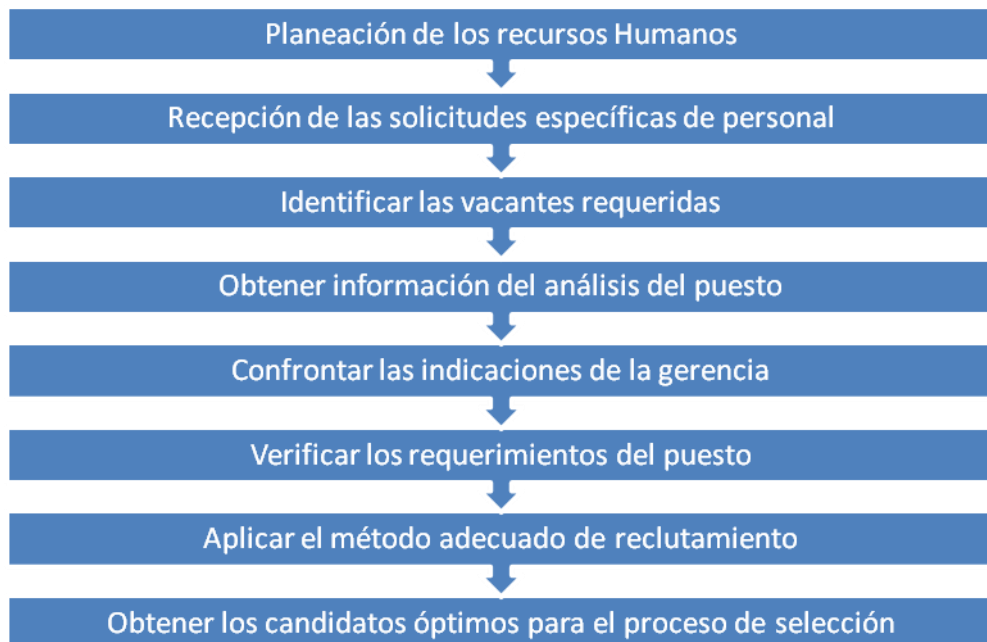 Planeación de los recursos Humanos
Recepción de las solicitudes específicas de personal
Identificar las vacantes requeridas
Obtener información del análisis del puesto
Confrontar las indicaciones de la gerencia
Verificar los requerimientos del puesto
Aplicar el método adecuado de reclutamiento
Obtener los candidatos óptimos para el proceso de selección